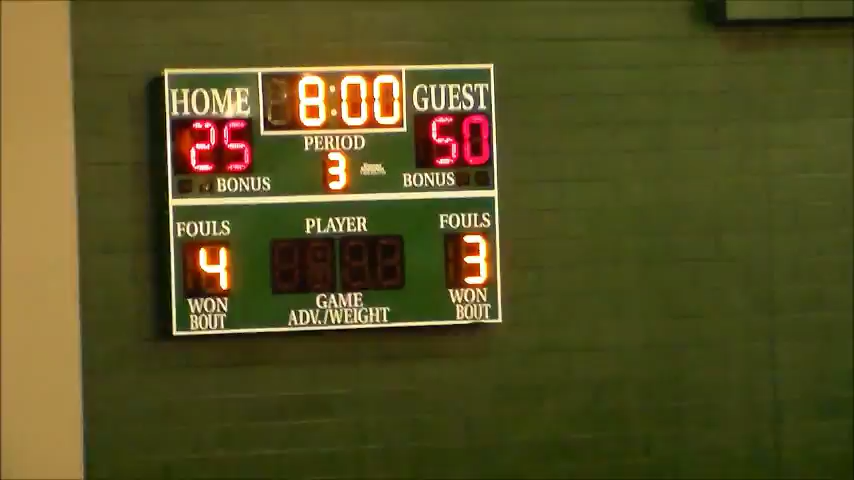 HOME 8:00 GUEST
25 PERIOD 50
3
BONUS BONUS
FOULS PLAYER FOULS
4 3
WON GAME WON
BOUT ADV./WEIGHT BOUT